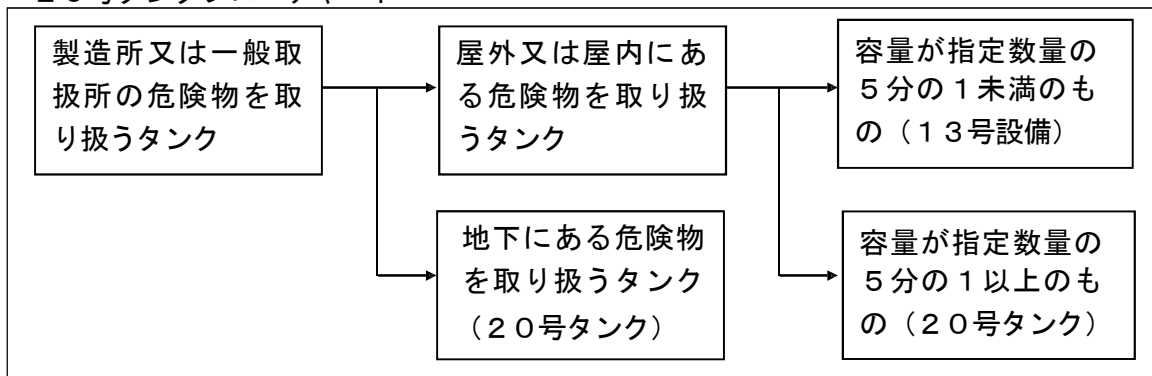 製造所又は一般取
扱所の危険物を取
り扱うタンク
屋外又は屋内にあ
る危険物を取り扱
うタンク
容量が指定数量の
５分の１未満のも
の（１３号設備）
地下にある危険物
を取り扱うタンク
（２０号タンク）
容量が指定数量の
５分の１以上のも
の（２０号タンク）